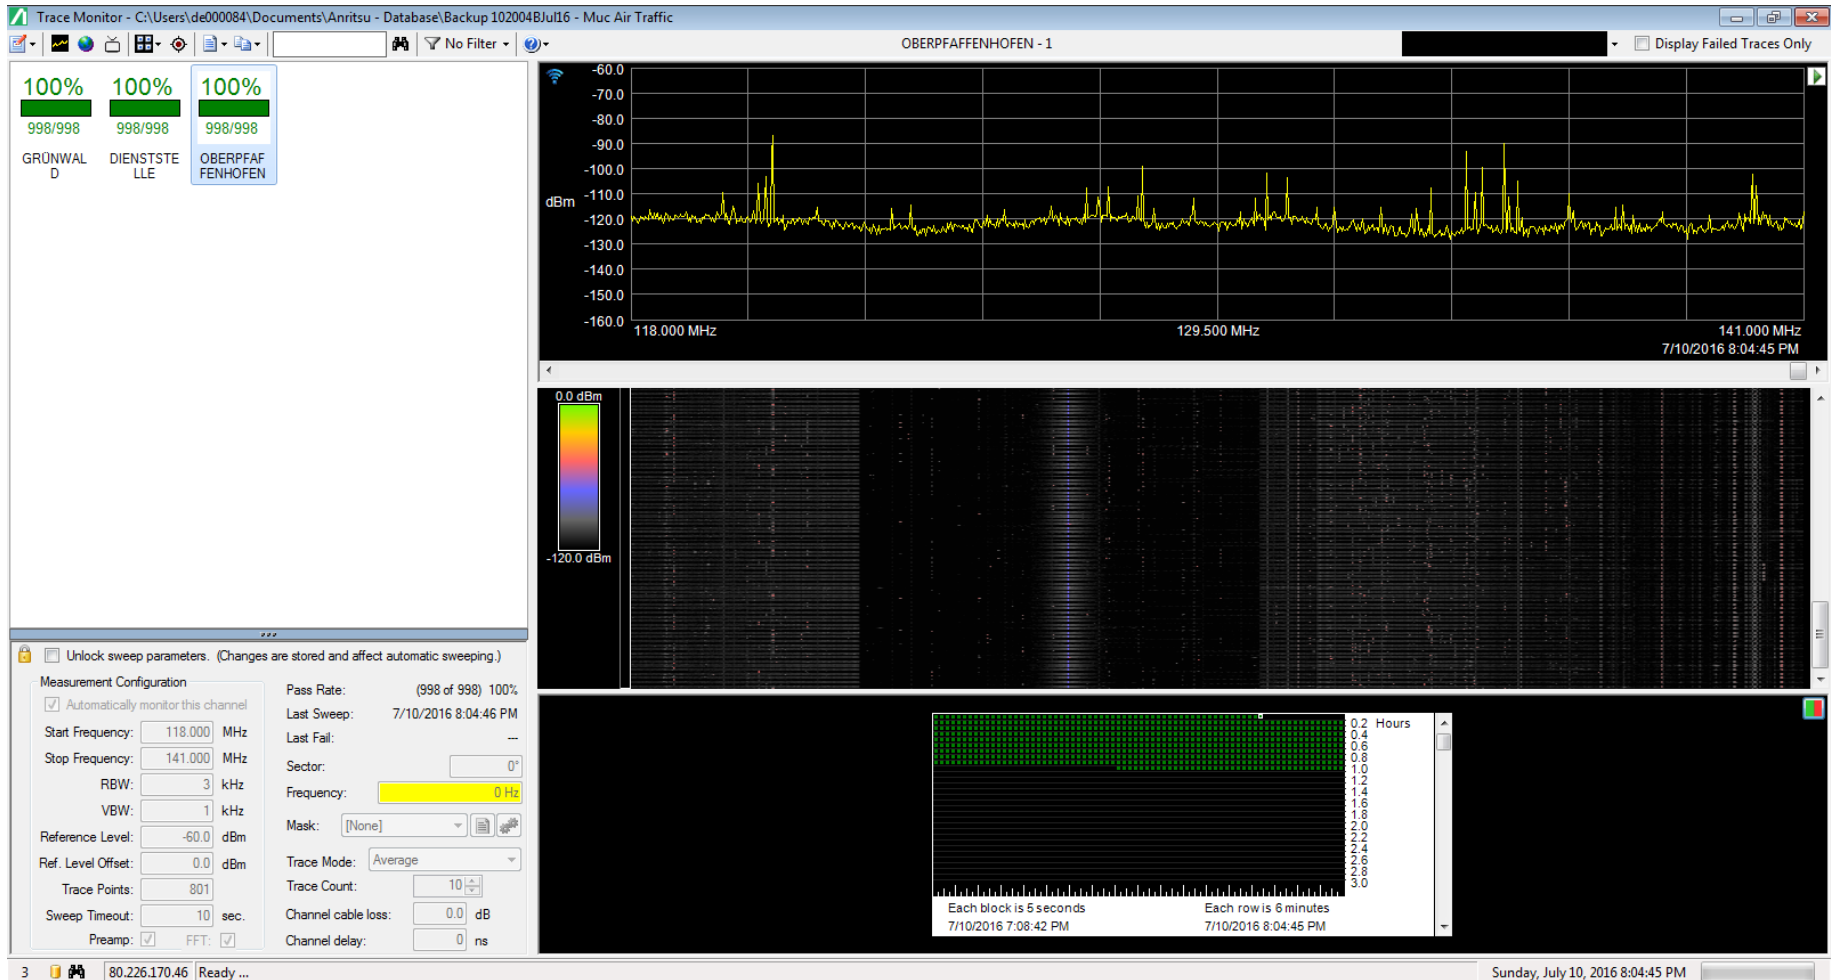 Trace Monitor - C:\Users\de000084\Documents\Anritsu - Database\Backup 102004BJul16 - Muc Air Traffic
No Filter
OBERPFAFFENHOFEN - 1
Display Failed Traces Only
100%
998/998
GRÜNWAL
D
100%
998/998
DIENSTSTE
LLE
100%
998/998
OBERPFAF
FENHOFEN
-60.0
-70.0
-80.0
-90.0
-100.0
dBm
-110.0
-120.0
-130.0
-140.0
-150.0
-160.0
118.000 MHz
129.500 MHz
141.000 MHz
7/10/2016 8:04:45 PM
0.0 dBm
-120.0 dBm
Unlock sweep parameters. (Changes are stored and affect automatic sweeping.)
Measurement Configuration
Automatically monitor this channel
Start Frequency: 118.000 MHz
Stop Frequency: 141.000 MHz
RBW: 3 kHz
VBW: 1 kHz
Reference Level: -60.0 dBm
Ref. Level Offset: 0.0 dBm
Trace Points: 801
Sweep Timeout: 10 sec.
Preamp: FFT:
Pass Rate: (998 of 998) 100%
Last Sweep: 7/10/2016 8:04:46 PM
Last Fail: ---
Sector: 0°
Frequency: 0 Hz
Mask: [None]
Trace Mode: Average
Trace Count: 10
Channel cable loss: 0.0 dB
Channel delay: 0 ns
0.2 Hours
0.4
0.6
0.8
1.0
1.2
1.4
1.6
1.8
2.0
2.2
2.4
2.6
2.8
3.0
Each block is 5 seconds
Each row is 6 minutes
7/10/2016 7:08:42 PM
7/10/2016 8:04:45 PM
3
80.226.170.46
Ready ...
Sunday, July 10, 2016 8:04:45 PM